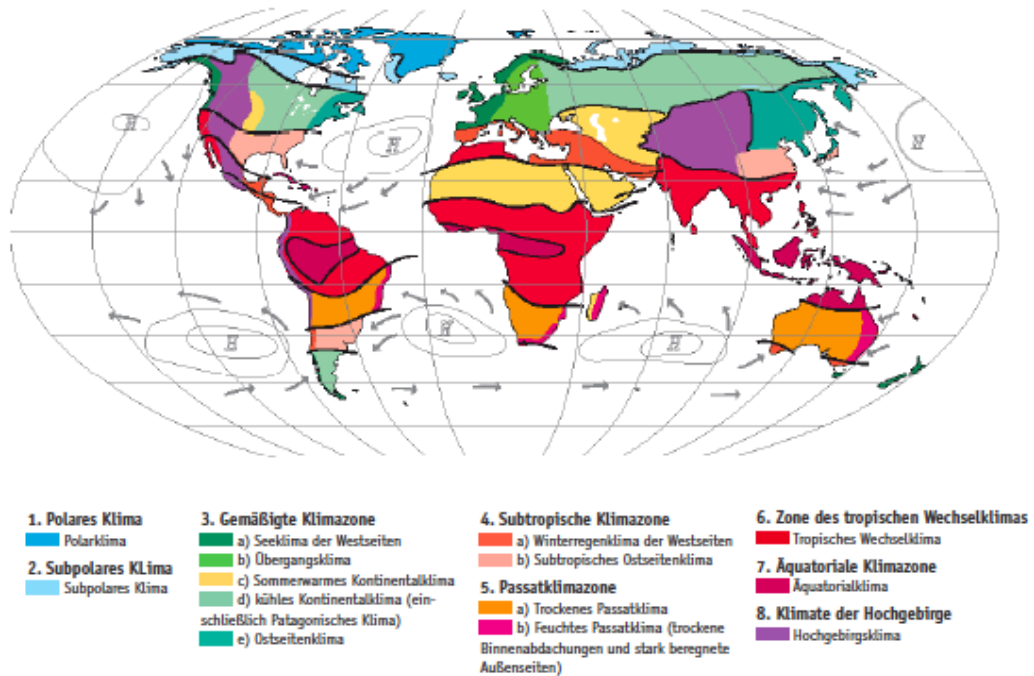 H
H
H
H
H
H
1. Polares Klima
Polarklima
2. Subpolares KLima
Subpolares Klima
3. Gemäßigte Klimazone
a) Seeklima der Westseiten
b) Übergangsklima
c) Sommerwarmes Kontinentalklima
d) kühles Kontinentalklima (ein-
schließlich Patagonisches Klima)
e) Ostseitenklima
4. Subtropische Klimazone
a) Winterregenklima der Westseiten
b) Subtropisches Ostseitenklima
5. Passatklimazone
a) Trockenes Passatklima
b) Feuchtes Passatklima (trockene
Binnenabdachungen und stark beregnete
Außenseiten)
6. Zone des tropischen Wechselklimas
Tropisches Wechselklima
7. Äquatoriale Klimazone
Äquatorialklima
8. Klimate der Hochgebirge
Hochgebirgsklima